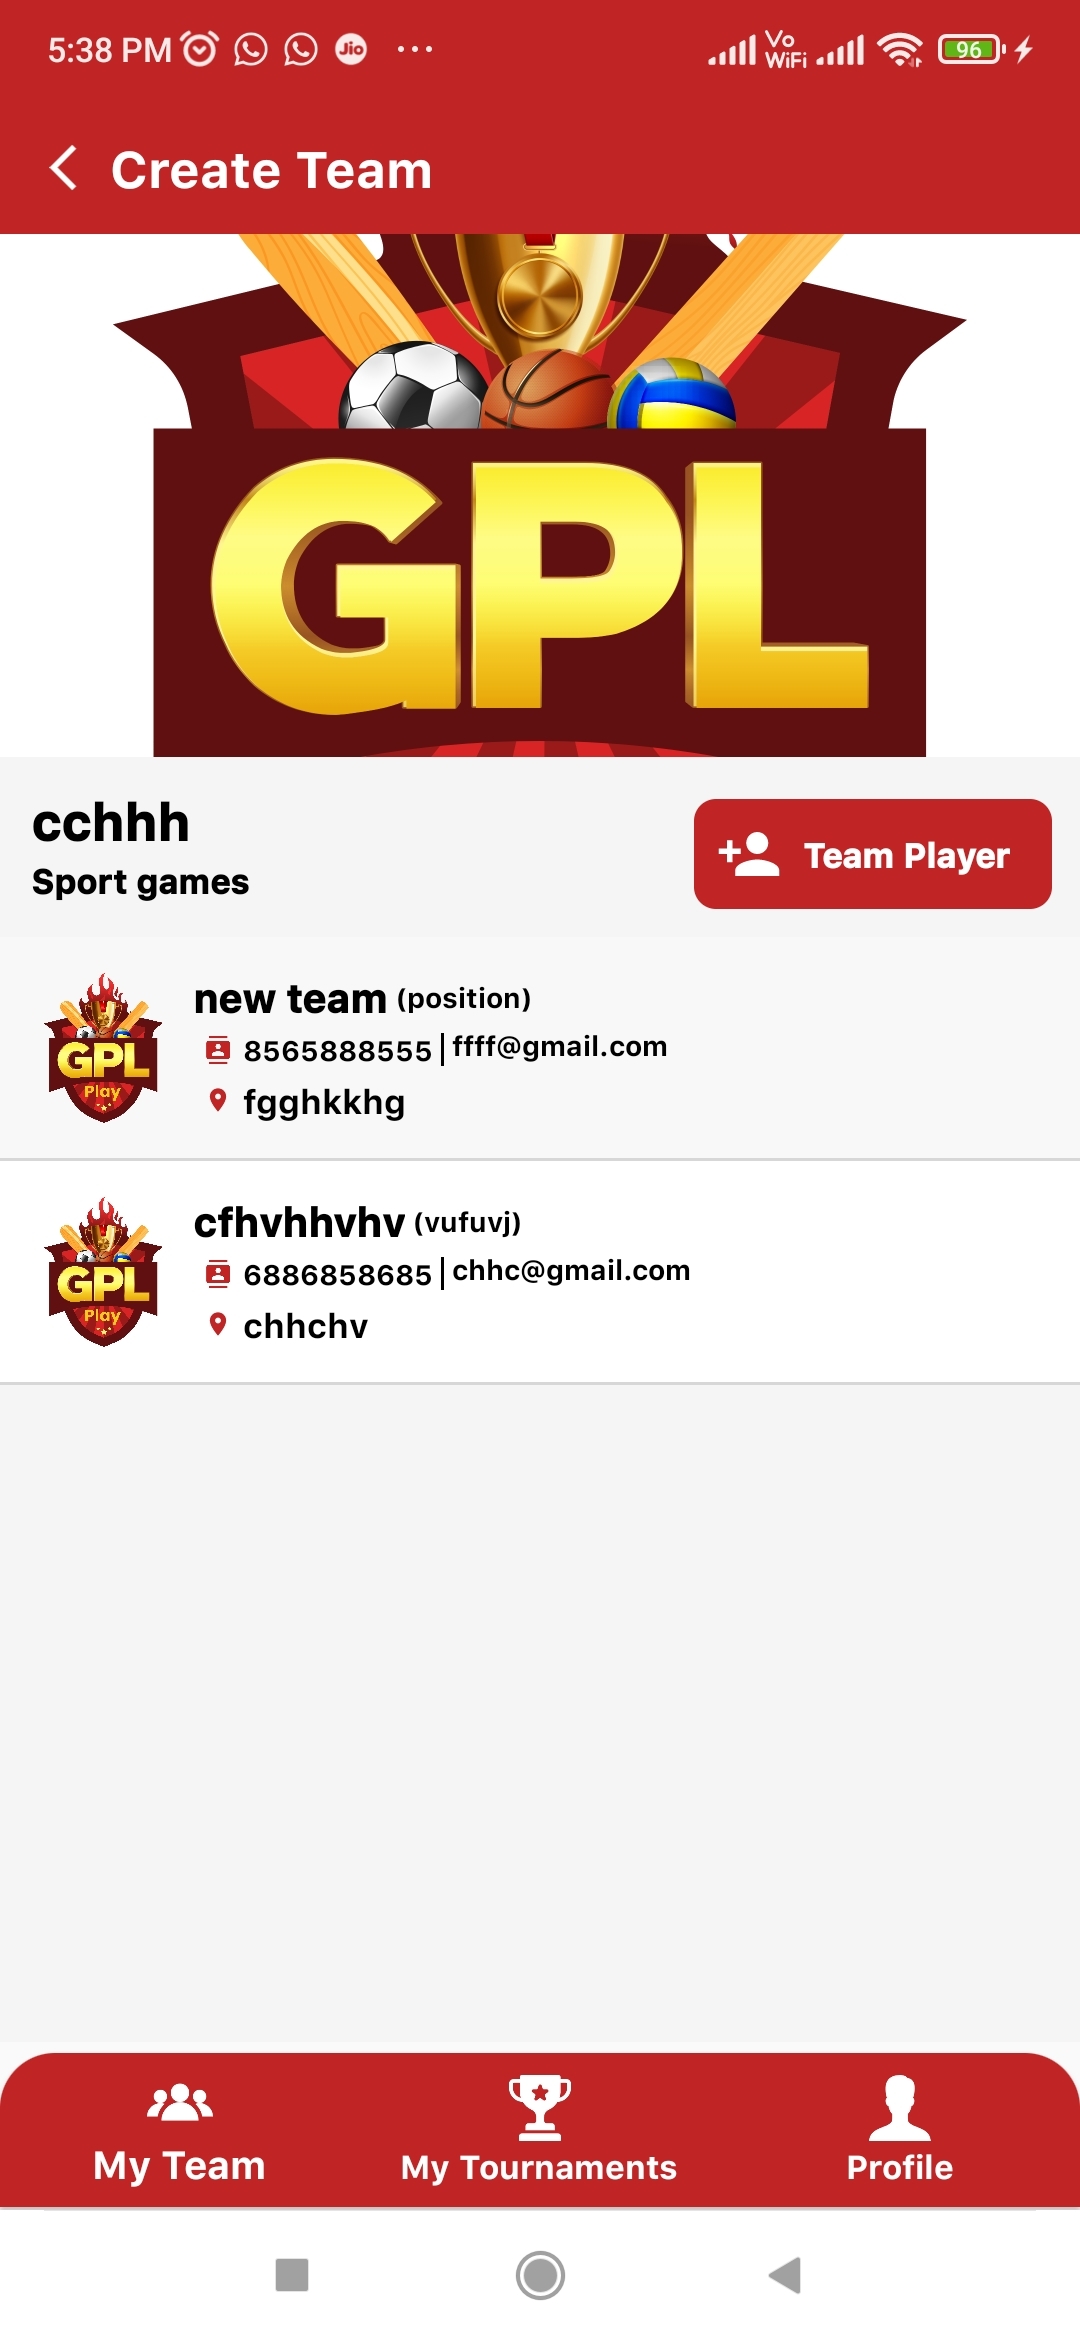 5:38 PM Jio ... Vo WiFi 96
Create Team
GPL
cchhh
Sport games
Team Player
new team (position)
8565888555 | ffff@gmail.com
fgghkkhg
GPL
Play
cfhvhhvhv (vufuvj)
6886858685 | chhc@gmail.com
chhchv
GPL
Play
My Team
My Tournaments
Profile